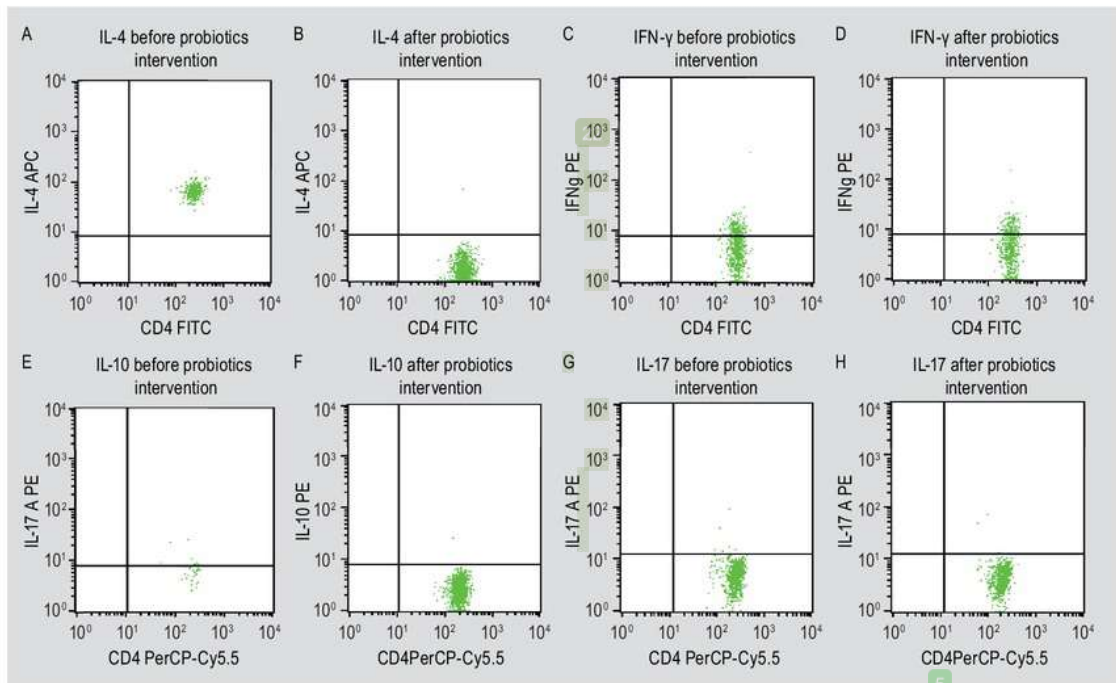 A IL-4 before probiotics intervention
B IL-4 after probiotics intervention
C IFN-γ before probiotics intervention
D IFN-γ after probiotics intervention
10⁴
10³
10²
10¹
10⁰
IL-4 APC
10⁰ 10¹ 10² 10³ 10⁴
CD4 FITC
10⁴
10³
10²
10¹
10⁰
IL-4 APC
10⁰ 10¹ 10² 10³ 10⁴
CD4 FITC
10⁴
2
10³
10²
10¹
10⁰
IFNg PE
10⁰ 10¹ 10² 10³ 10⁴
CD4 FITC
10⁴
10³
10²
10¹
10⁰
IFNg PE
10⁰ 10¹ 10² 10³ 10⁴
CD4 FITC
E IL-10 before probiotics intervention
F IL-10 after probiotics intervention
G IL-17 before probiotics intervention
H IL-17 after probiotics intervention
10⁴
10³
10²
10¹
10⁰
IL-17 A PE
10⁰ 10¹ 10² 10³ 10⁴
CD4 PerCP-Cy5.5
10⁴
10³
10²
10¹
10⁰
IL-10 PE
10⁰ 10¹ 10² 10³ 10⁴
CD4PerCP-Cy5.5
10⁴
10³
10²
10¹
10⁰
IL-17 A PE
10⁰ 10¹ 10² 10³ 10⁴
CD4 PerCP-Cy5.5
10⁴
10³
10²
10¹
10⁰
IL-17 A PE
10⁰ 10¹ 10² 10³ 10⁴
CD4PerCP-Cy5.5
5